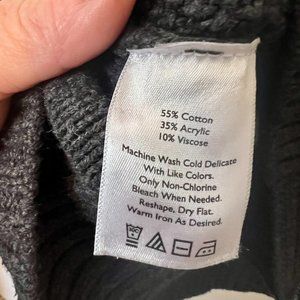 55% Cotton
35% Acrylic
10% Viscose
Machine Wash Cold Delicate
With Like Colors.
Only Non-Chlorine
Bleach When Needed.
Reshape, Dry Flat.
Warm Iron As Desired.